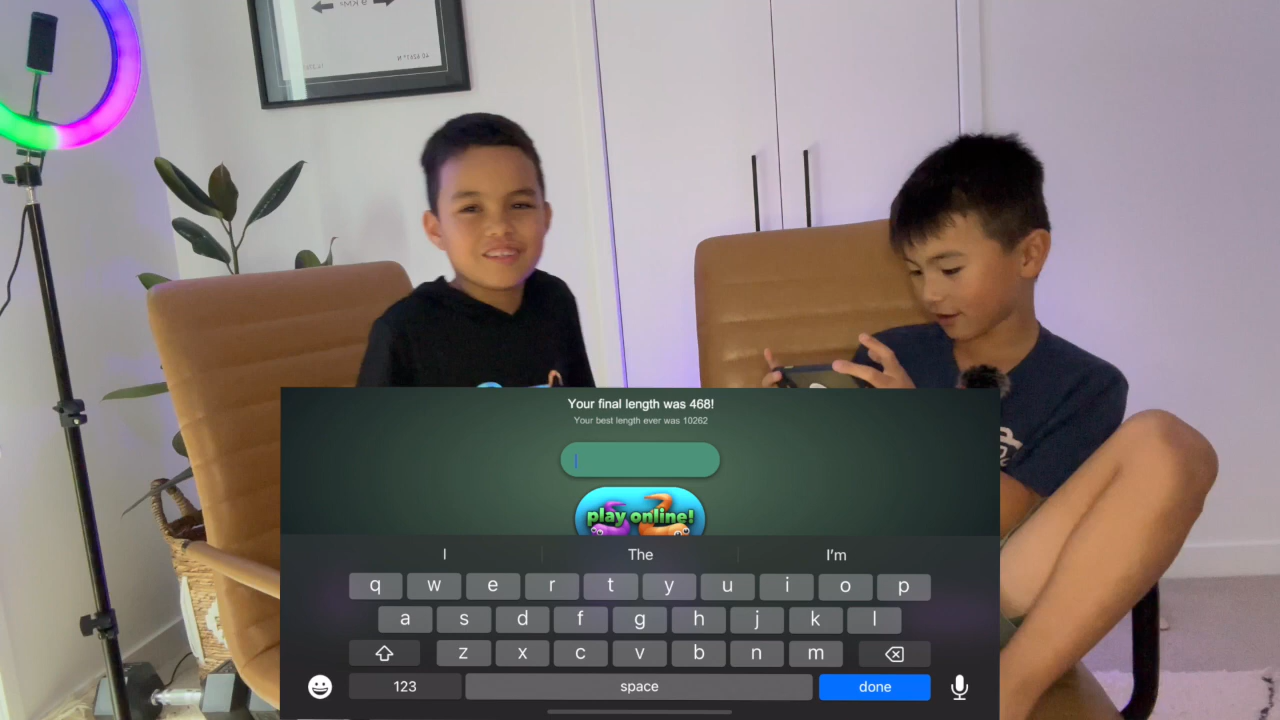 Your final length was 468!
Your best length ever was 10262
play online!
I The I'm
q w e r t y u i o p
a s d f g h j k l
z x c v b n m
123 space done